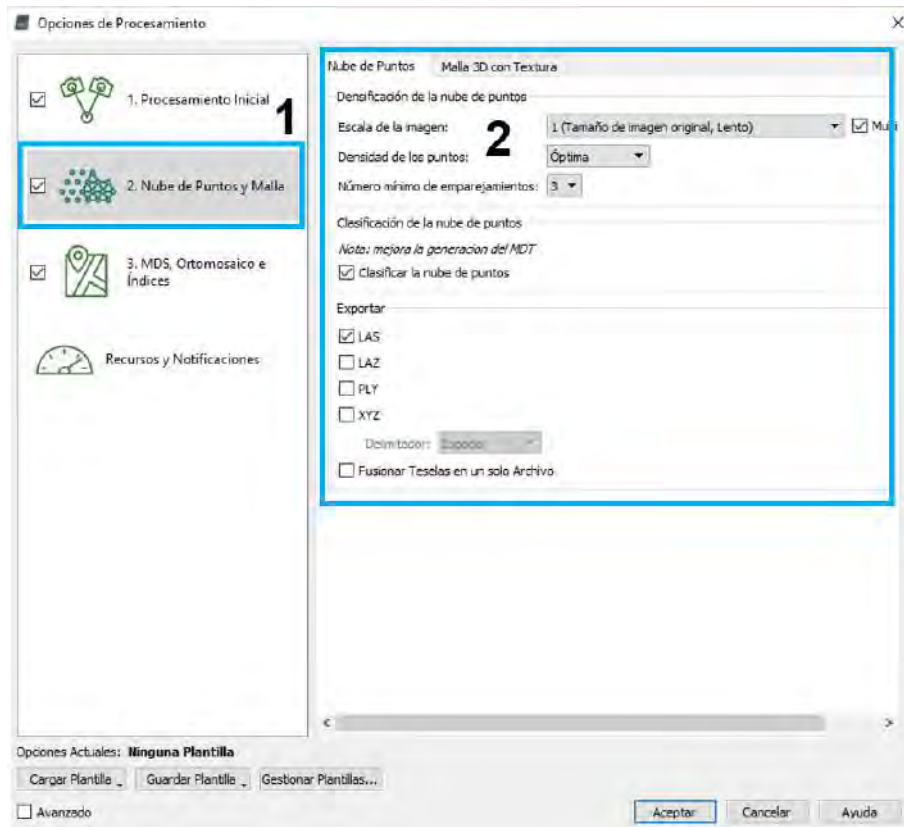 Opciones de Procesamiento
1. Procesamiento Inicial
1
2. Nube de Puntos y Malla
3. MDS, Ortomosaico e
Índices
Recursos y Notificaciones
Nube de Puntos Malla 3D con Textura
Densificación de la nube de puntos
2
Escala de la imagen: 1 (Tamaño de imagen original, Lento)
Densidad de los puntos: Óptima
Número mínimo de emparejamientos: 3
Clasificación de la nube de puntos
Nota: mejora la generacion del MDT
Clasificar la nube de puntos
Exportar
LAS
LAZ
PLY
XYZ
Delimitador: Espacio
Fusionar Teselas en un solo Archivo
Opciones Actuales: Ninguna Plantilla
Cargar Plantilla Guardar Plantilla Gestionar Plantillas...
Avanzado Aceptar Cancelar Ayuda